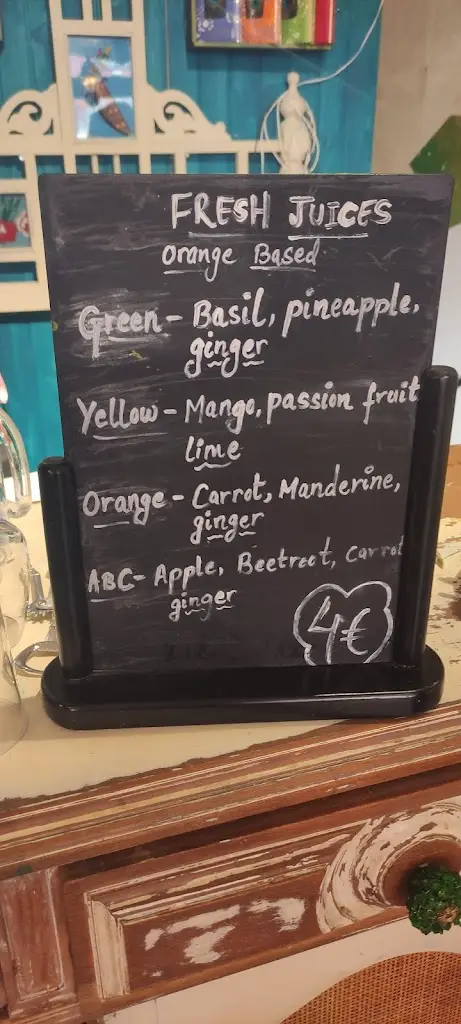 FRESH JUICES
Orange Based
Green - Basil, pineapple,
ginger
Yellow - Mango, passion fruit
lime
Orange - Carrot, Manderine,
ginger
ABC - Apple, Beetroot, Carrot
ginger
4€